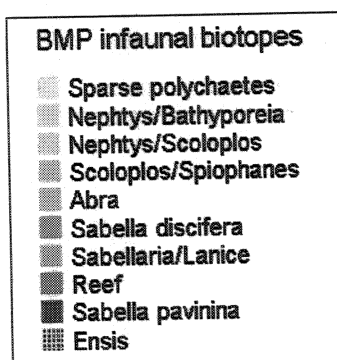 BMP infaunal biotopes
Sparse polychaetes
Nephtys/Bathyporeia
Nephtys/Scoloplos
Scoloplos/Spiophanes
Abra
Sabella discifera
Sabellaria/Lanice
Reef
Sabella pavinina
Ensis